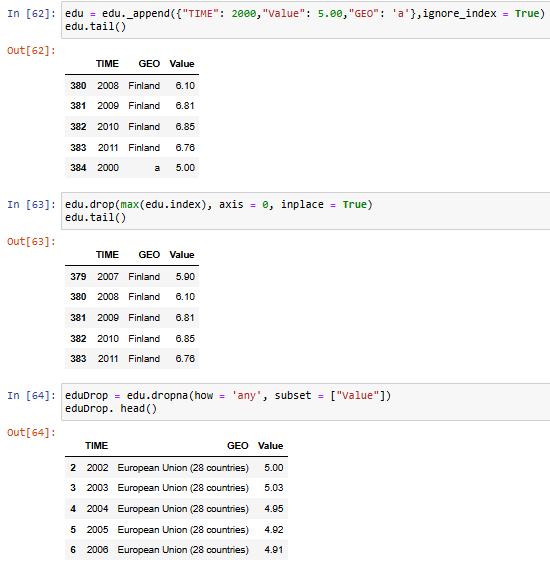 In [62]: edu = edu._append({"TIME": 2000,"Value": 5.00,"GEO": 'a'},ignore_index = True)
edu.tail()
Out[62]:
TIME GEO Value
380 2008 Finland 6.10
381 2009 Finland 6.81
382 2010 Finland 6.85
383 2011 Finland 6.76
384 2000 a 5.00
In [63]: edu.drop(max(edu.index), axis = 0, inplace = True)
edu.tail()
Out[63]:
TIME GEO Value
379 2007 Finland 5.90
380 2008 Finland 6.10
381 2009 Finland 6.81
382 2010 Finland 6.85
383 2011 Finland 6.76
In [64]: eduDrop = edu.dropna(how = 'any', subset = ["Value"])
eduDrop. head()
Out[64]:
TIME GEO Value
2 2002 European Union (28 countries) 5.00
3 2003 European Union (28 countries) 5.03
4 2004 European Union (28 countries) 4.95
5 2005 European Union (28 countries) 4.92
6 2006 European Union (28 countries) 4.91